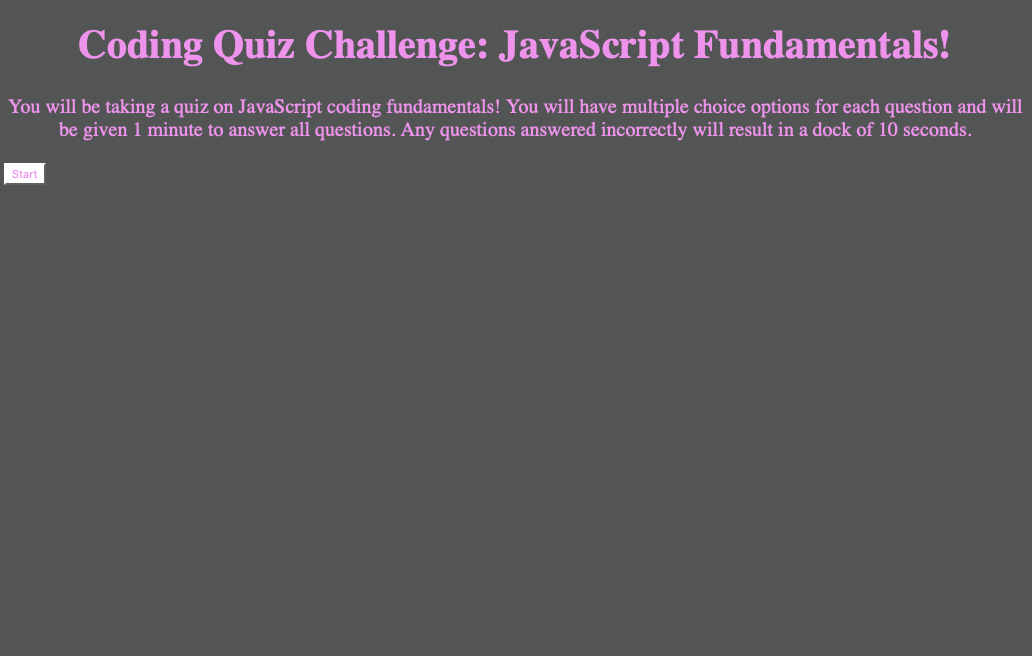 Coding Quiz Challenge: JavaScript Fundamentals!
You will be taking a quiz on JavaScript coding fundamentals! You will have multiple choice options for each question and will
be given 1 minute to answer all questions. Any questions answered incorrectly will result in a dock of 10 seconds.
Start